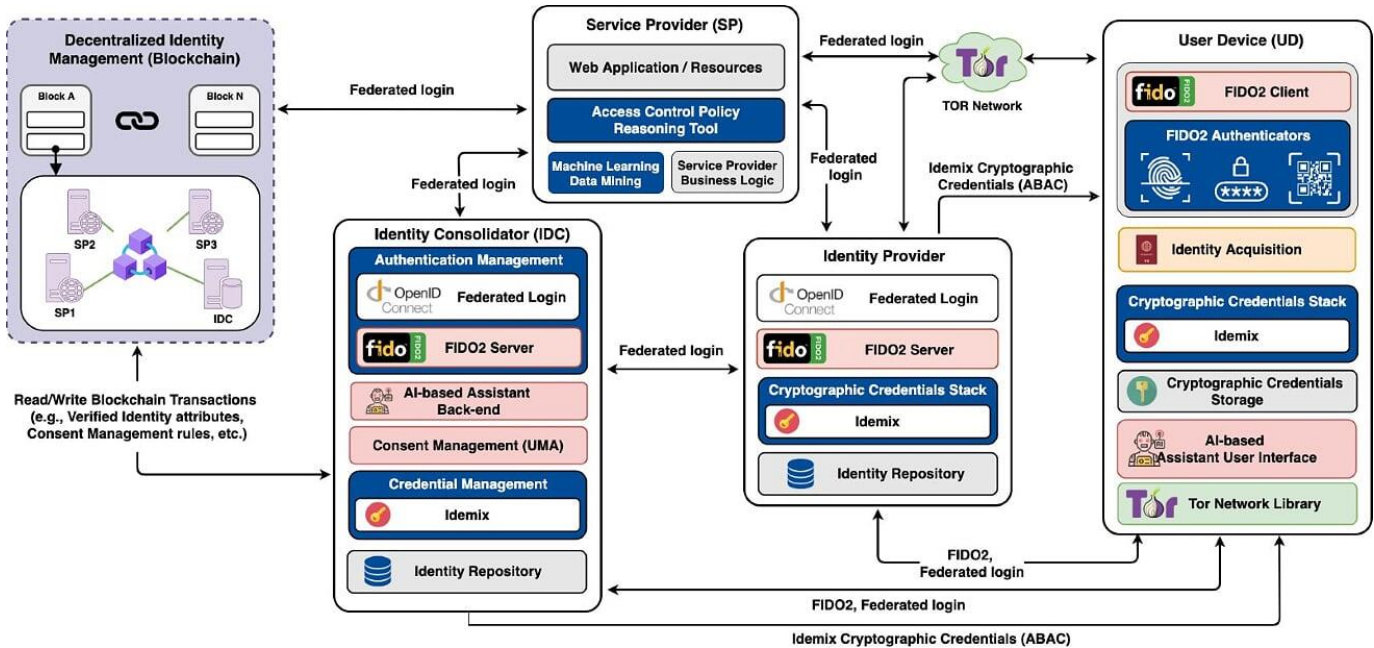 Decentralized Identity
Management (Blockchain)
Block A
Block N
SP2
SP3
SP1
IDC
Read/Write Blockchain Transactions
(e.g., Verified Identity attributes,
Consent Management rules, etc.)
Federated login
Service Provider (SP)
Web Application / Resources
Access Control Policy
Reasoning Tool
Machine Learning
Data Mining
Service Provider
Business Logic
Federated login
Federated login
Federated
login
Tor
TOR Network
Idemix Cryptographic
Credentials (ABAC)
Identity Consolidator (IDC)
Authentication Management
OpenID
Connect
Federated Login
fido
FIDO2
FIDO2 Server
AI-based Assistant
Back-end
Consent Management (UMA)
Credential Management
Idemix
Identity Repository
Federated login
Identity Provider
OpenID
Connect
Federated Login
fido
FIDO2
FIDO2 Server
Cryptographic Credentials Stack
Idemix
Identity Repository
User Device (UD)
fido
FIDO2
FIDO2 Client
FIDO2 Authenticators
****
Identity Acquisition
Cryptographic Credentials Stack
Idemix
Cryptographic Credentials
Storage
AI-based
Assistant User Interface
Tor
Tor Network Library
FIDO2,
Federated login
FIDO2, Federated login
Idemix Cryptographic Credentials (ABAC)